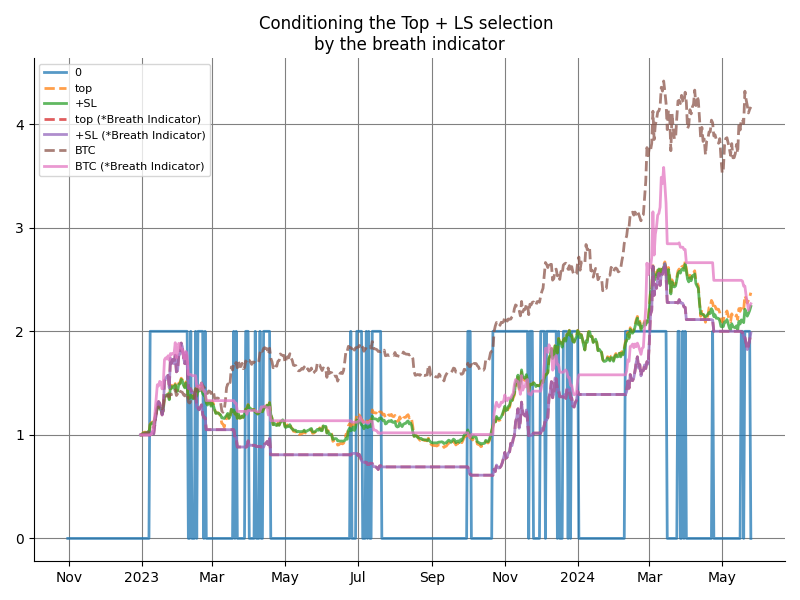 Conditioning the Top + LS selection
by the breath indicator
0
top
+SL
top (*Breath Indicator)
+SL (*Breath Indicator)
BTC
BTC (*Breath Indicator)
4
3
2
1
0
Nov
2023
Mar
May
Jul
Sep
Nov
2024
Mar
May